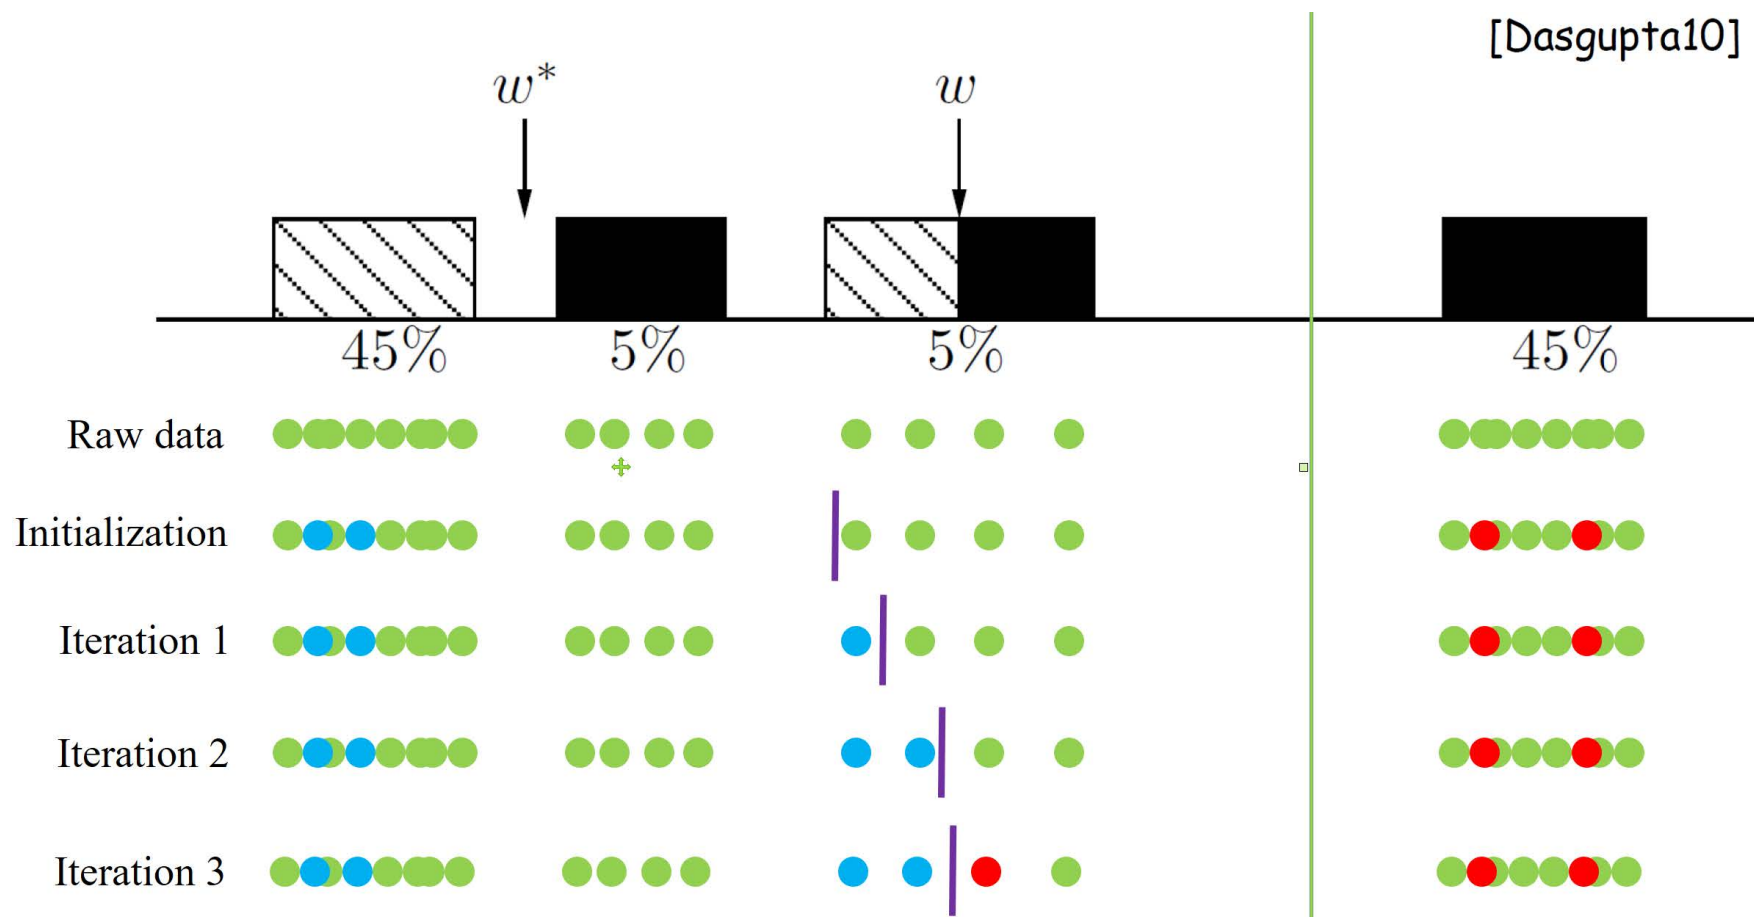 [Dasgupta10]
w* w
45% 5% 5% 45%
Raw data
Initialization
Iteration 1
Iteration 2
Iteration 3